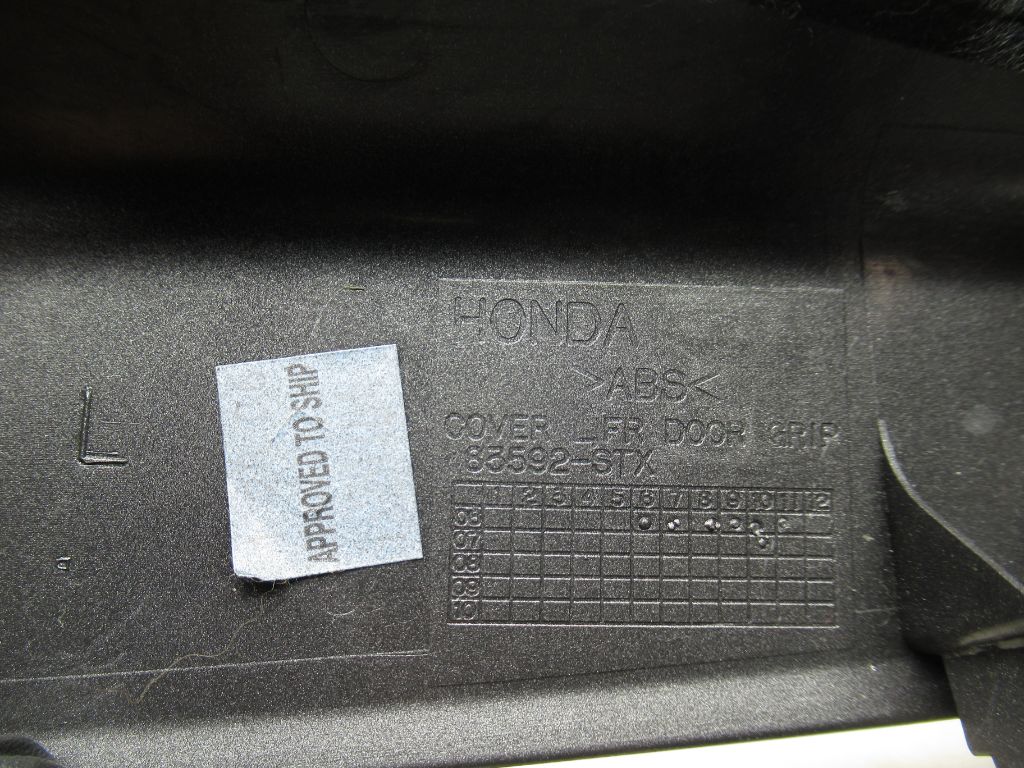 HONDA
>ABS<
COVER L FR DOOR GRIP
83592-STX
1 2 3 4 5 6 7 8 9 10 11 12
06
07
08
09
10
APPROVED TO SHIP
L